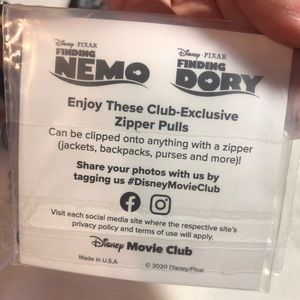 Disney · PIXAR Disney · PIXAR
FINDING FINDING
NEMO DORY
Enjoy These Club-Exclusive
Zipper Pulls
Can be clipped onto anything with a zipper
(jackets, backpacks, purses and more)!
Share your photos with us by
tagging us #DisneyMovieClub
Visit each social media site where the respective site's
privacy policy and terms of use will apply.
Disney Movie Club
Made in U.S.A © 2020 Disney/Pixar